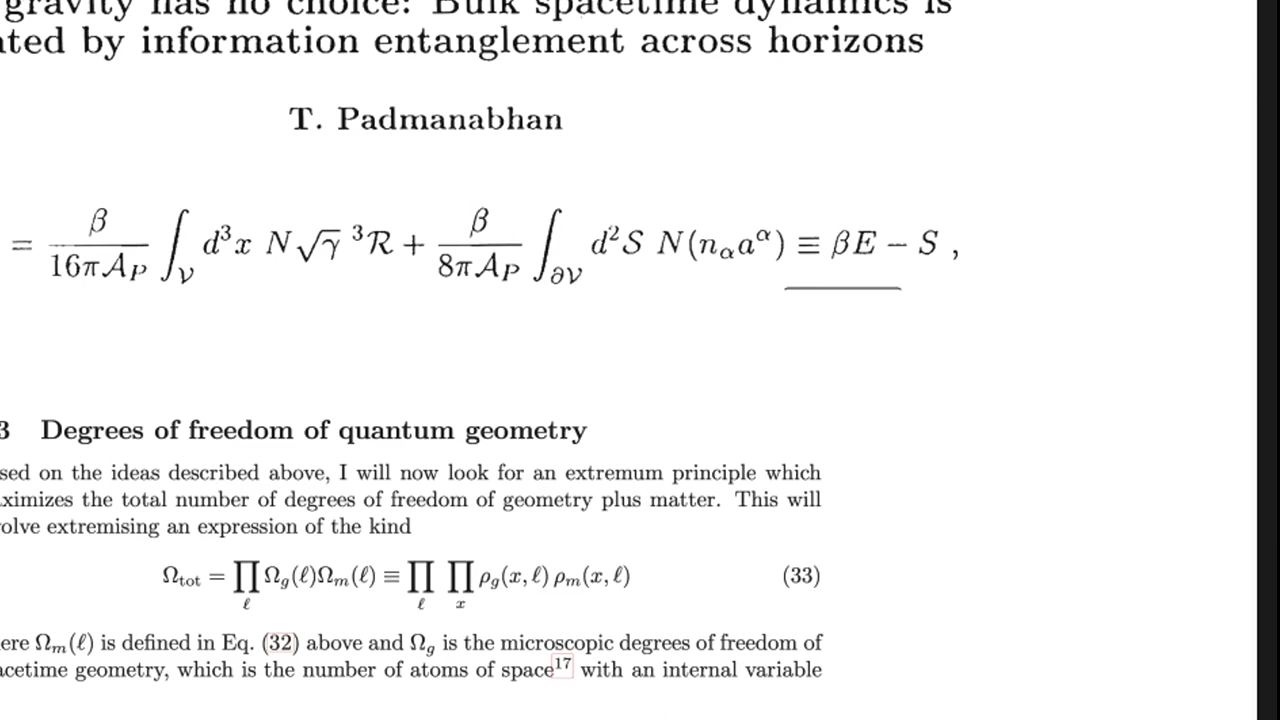 gravity has no choice: Bulk spacetime dynamics is
ted by information entanglement across horizons
T. Padmanabhan
= β/(16πA_P) ∫_V d³x N√γ ³R + β/(8πA_P) ∫_∂V d²S N(n_α a^α) ≡ βE − S ,
3 Degrees of freedom of quantum geometry
sed on the ideas described above, I will now look for an extremum principle which
ximizes the total number of degrees of freedom of geometry plus matter. This will
olve extremising an expression of the kind
Ω_tot = ∏_ℓ Ω_g(ℓ)Ω_m(ℓ) ≡ ∏_ℓ ∏_x ρ_g(x, ℓ) ρ_m(x, ℓ) (33)
ere Ω_m(ℓ) is defined in Eq. (32) above and Ω_g is the microscopic degrees of freedom of
acetime geometry, which is the number of atoms of space¹⁷ with an internal variable